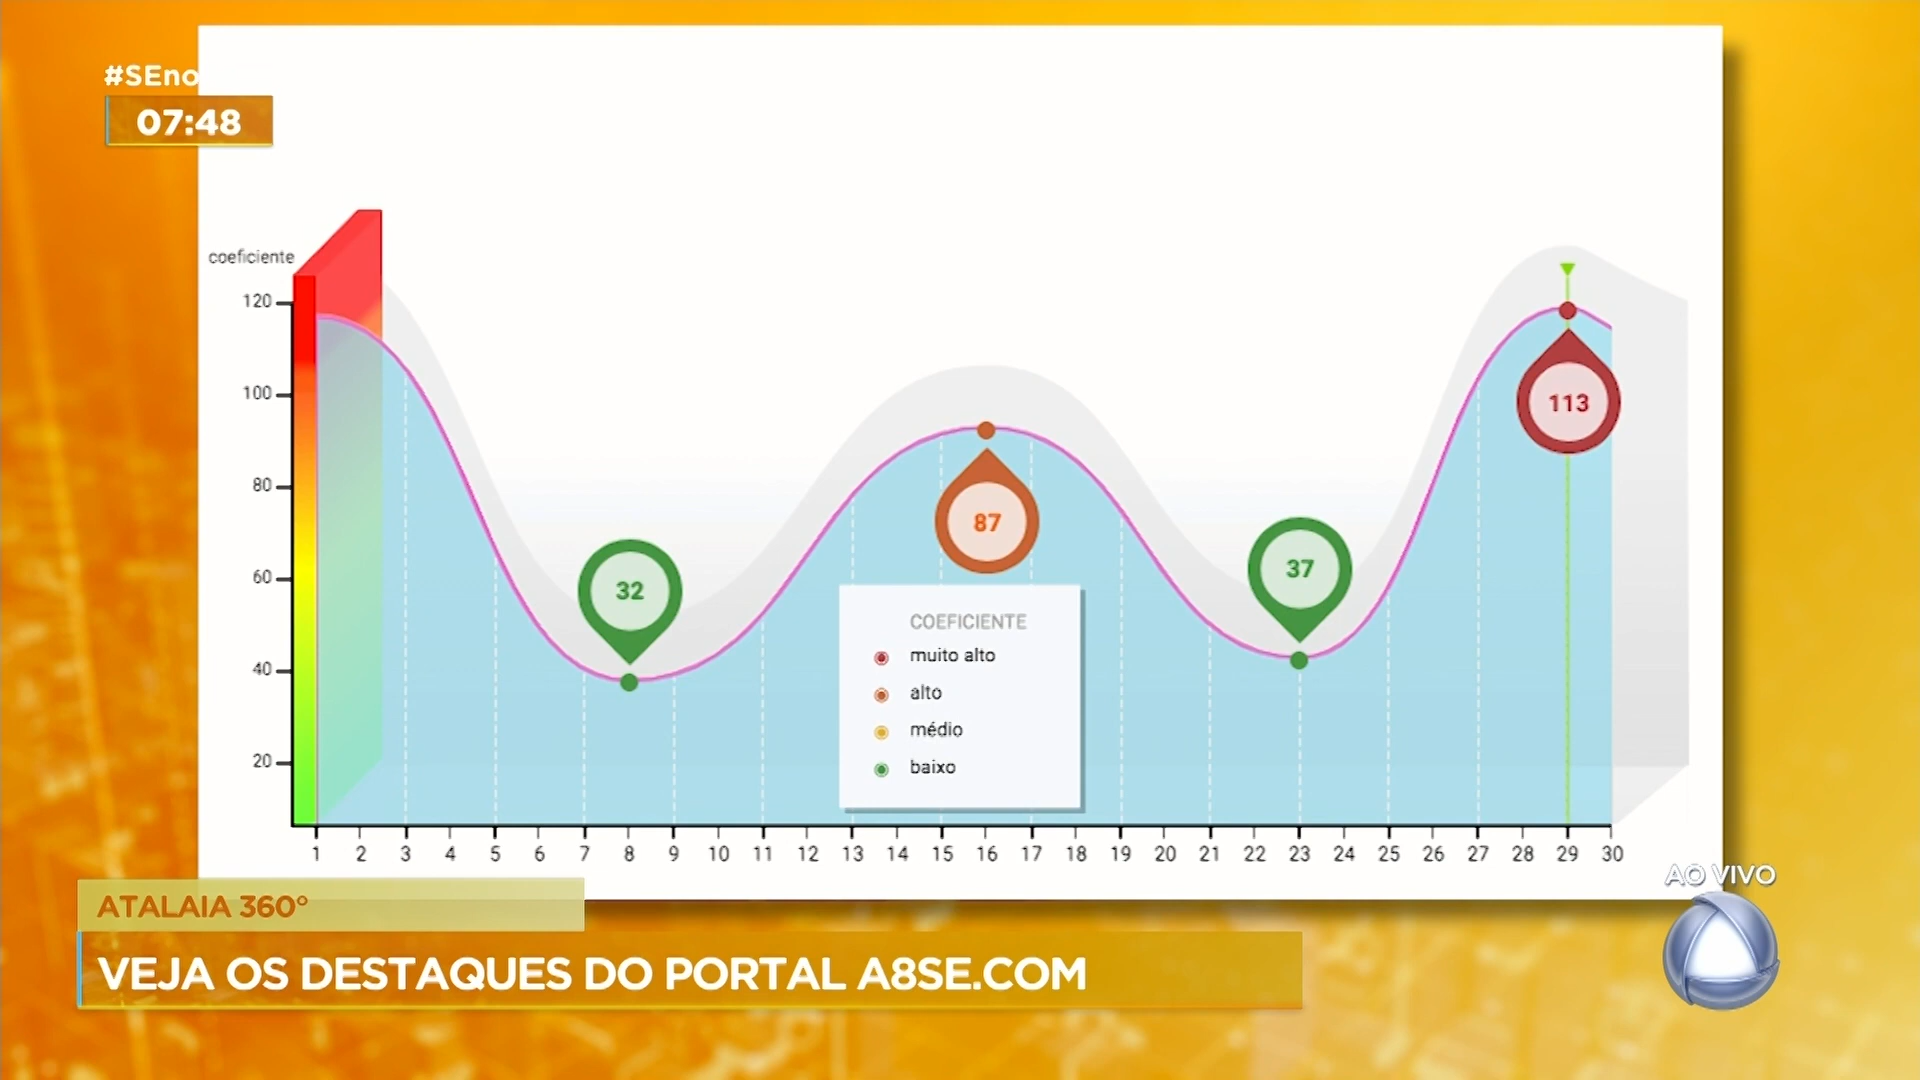 #SEno
07:48
coeficiente
120
100
80
60
40
20
32
87
37
113
COEFICIENTE
muito alto
alto
médio
baixo
1 2 3 4 5 6 7 8 9 10 11 12 13 14 15 16 17 18 19 20 21 22 23 24 25 26 27 28 29 30
AO VIVO
ATALAIA 360°
VEJA OS DESTAQUES DO PORTAL A8SE.COM